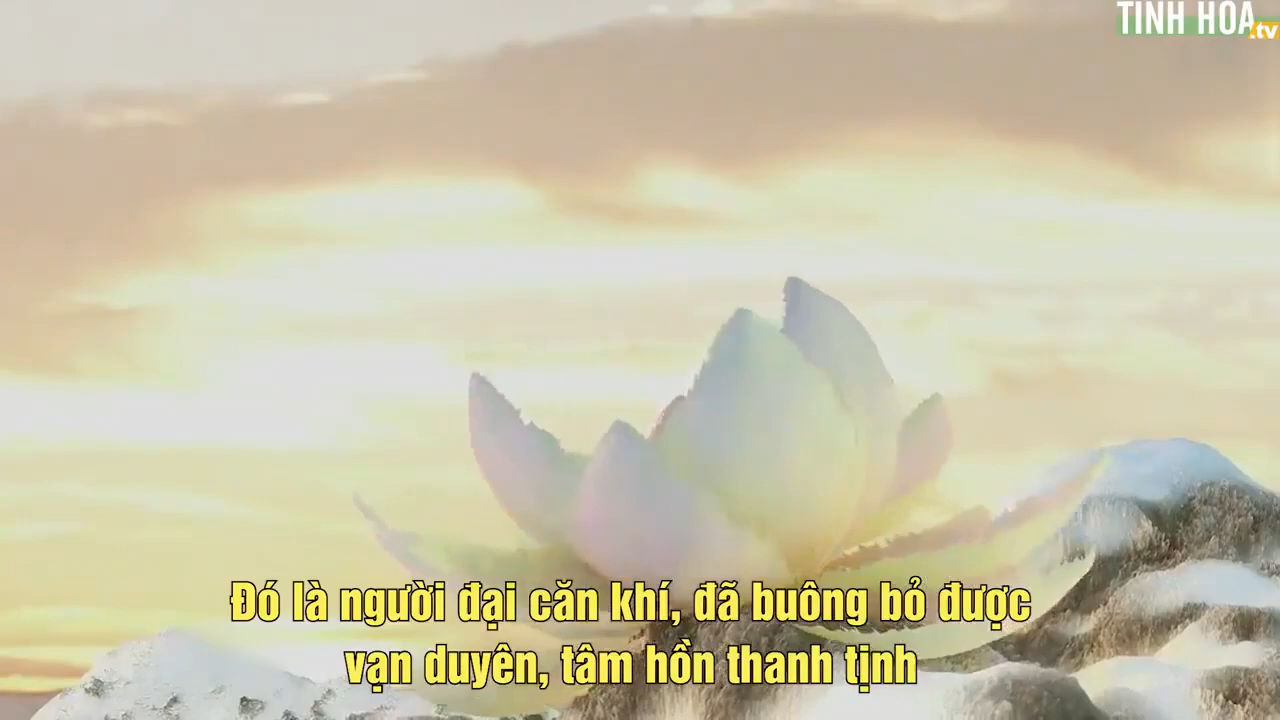 TINH HOA
.tv
Đó là người đại căn khí, đã buông bỏ được
vạn duyên, tâm hồn thanh tịnh